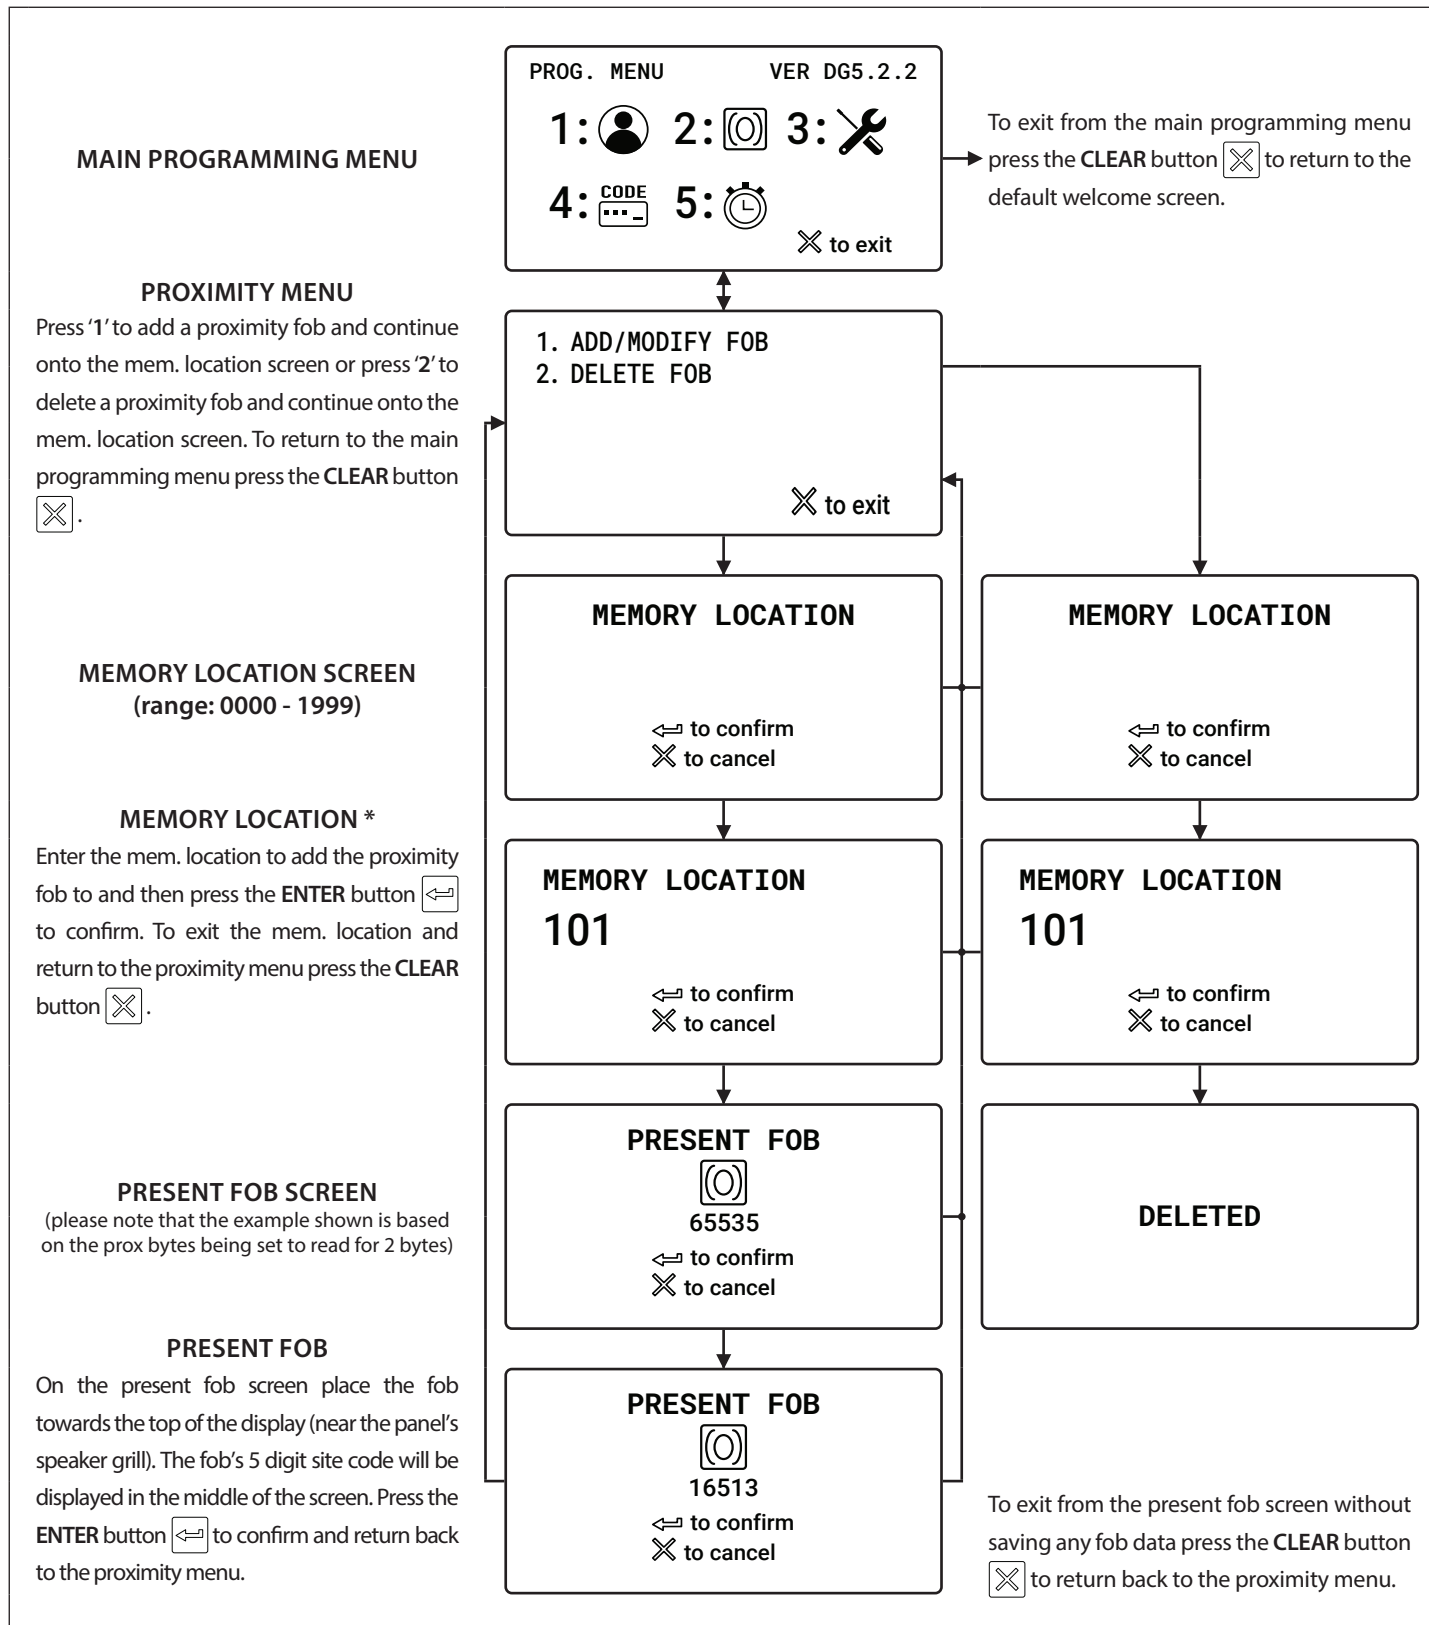 PROG. MENU VER DG5.2.2
1: 2: 3:
4: CODE 5:
to exit
MAIN PROGRAMMING MENU
To exit from the main programming menu
press the CLEAR button to return to the
default welcome screen.
PROXIMITY MENU
Press ‘1’ to add a proximity fob and continue
onto the mem. location screen or press ‘2’ to
delete a proximity fob and continue onto the
mem. location screen. To return to the main
programming menu press the CLEAR button
.
1. ADD/MODIFY FOB
2. DELETE FOB
to exit
MEMORY LOCATION SCREEN
(range: 0000 - 1999)
MEMORY LOCATION
to confirm
to cancel
MEMORY LOCATION
to confirm
to cancel
MEMORY LOCATION *
Enter the mem. location to add the proximity
fob to and then press the ENTER button
to confirm. To exit the mem. location and
return to the proximity menu press the CLEAR
button .
MEMORY LOCATION
101
to confirm
to cancel
MEMORY LOCATION
101
to confirm
to cancel
PRESENT FOB SCREEN
(please note that the example shown is based
on the prox bytes being set to read for 2 bytes)
PRESENT FOB
65535
to confirm
to cancel
DELETED
PRESENT FOB
On the present fob screen place the fob
towards the top of the display (near the panel’s
speaker grill). The fob’s 5 digit site code will be
displayed in the middle of the screen. Press the
ENTER button to confirm and return back
to the proximity menu.
PRESENT FOB
16513
to confirm
to cancel
To exit from the present fob screen without
saving any fob data press the CLEAR button
to return back to the proximity menu.